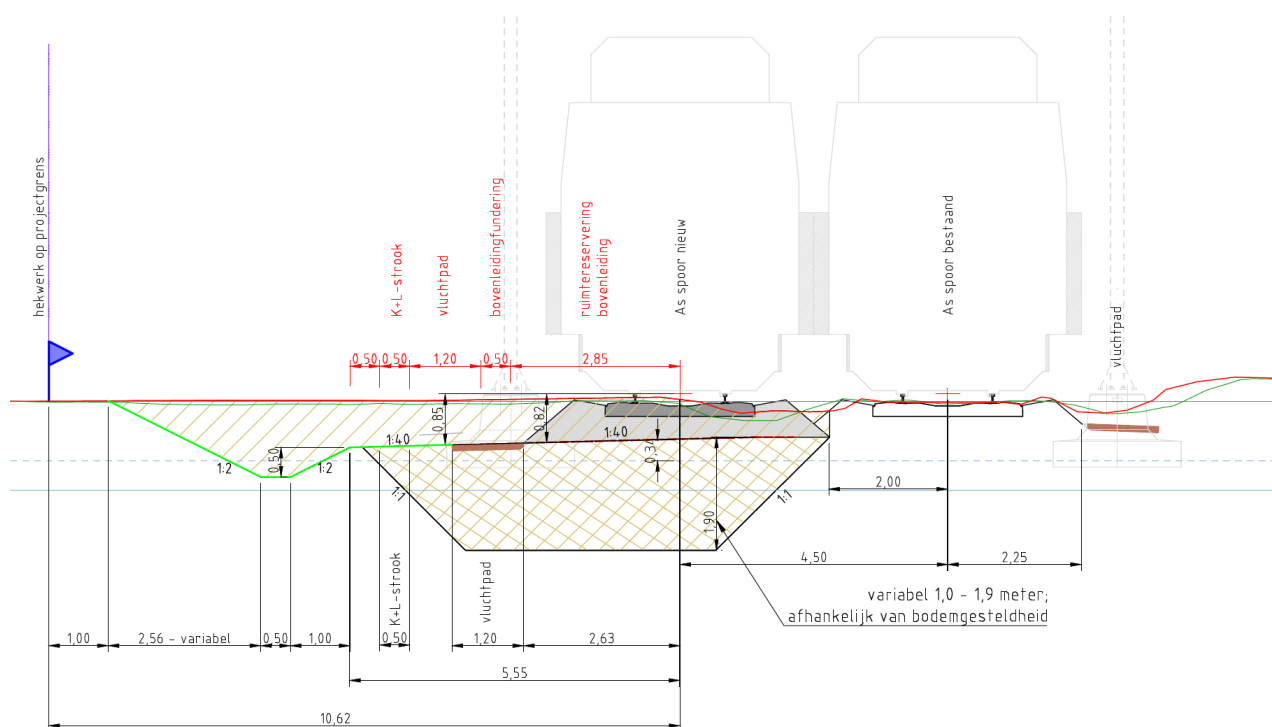 hekwerk op projectgrens
K+L-strook
vluchtpad
bovenleidingfundering
ruimtereservering
bovenleiding
As spoor nieuw
As spoor bestaand
vluchtpad
0,50
0,50
1,20
0,50
2,85
0,85
0,82
1:40
1:40
0,34
0,50
1:2
1:2
1:1
1:1
1,90
2,00
4,50
2,25
K+L-strook
vluchtpad
variabel 1,0 - 1,9 meter;
afhankelijk van bodemgesteldheid
1,00
2,56 - variabel
0,50
1,00
0,50
1,20
2,63
5,55
10,62